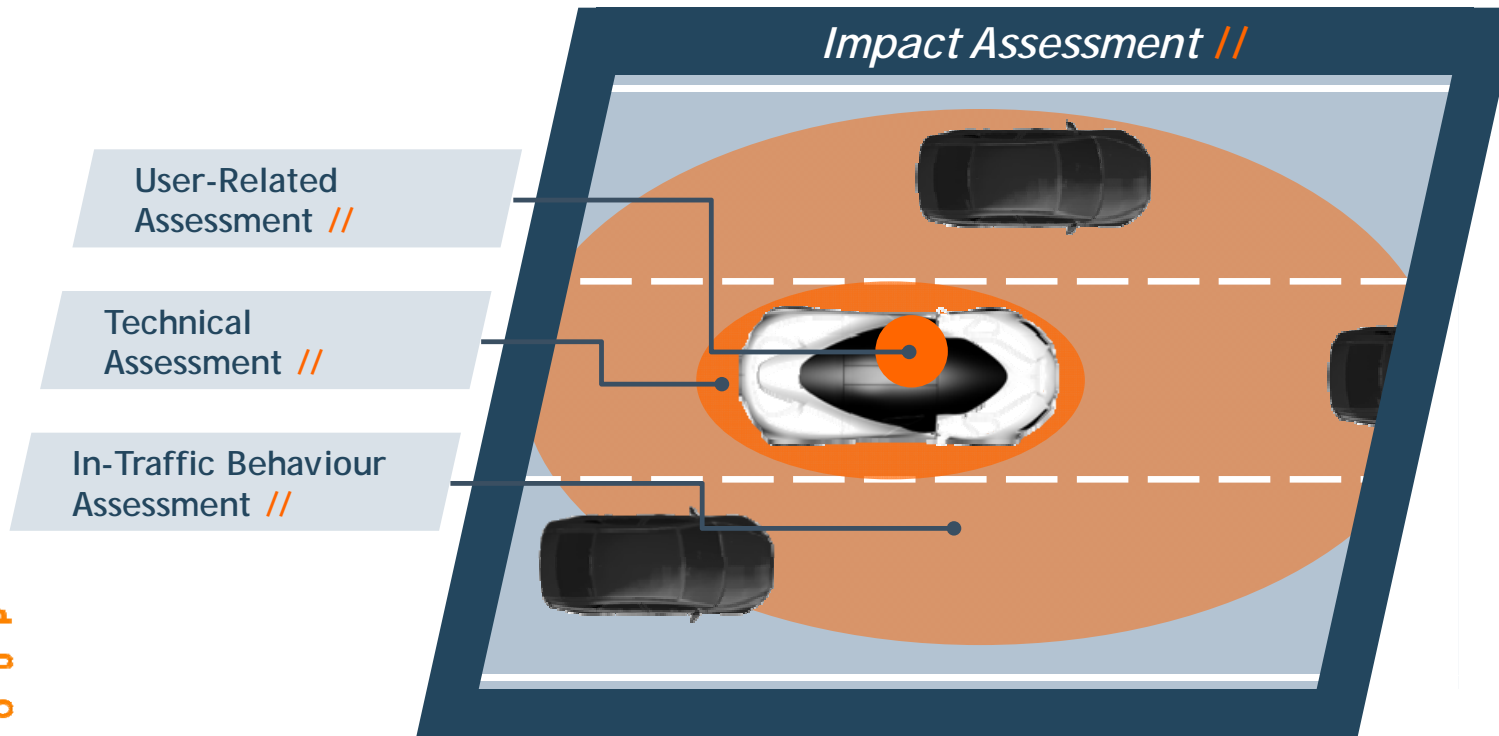 Impact Assessment //
User-Related
Assessment //
Technical
Assessment //
In-Traffic Behaviour
Assessment //